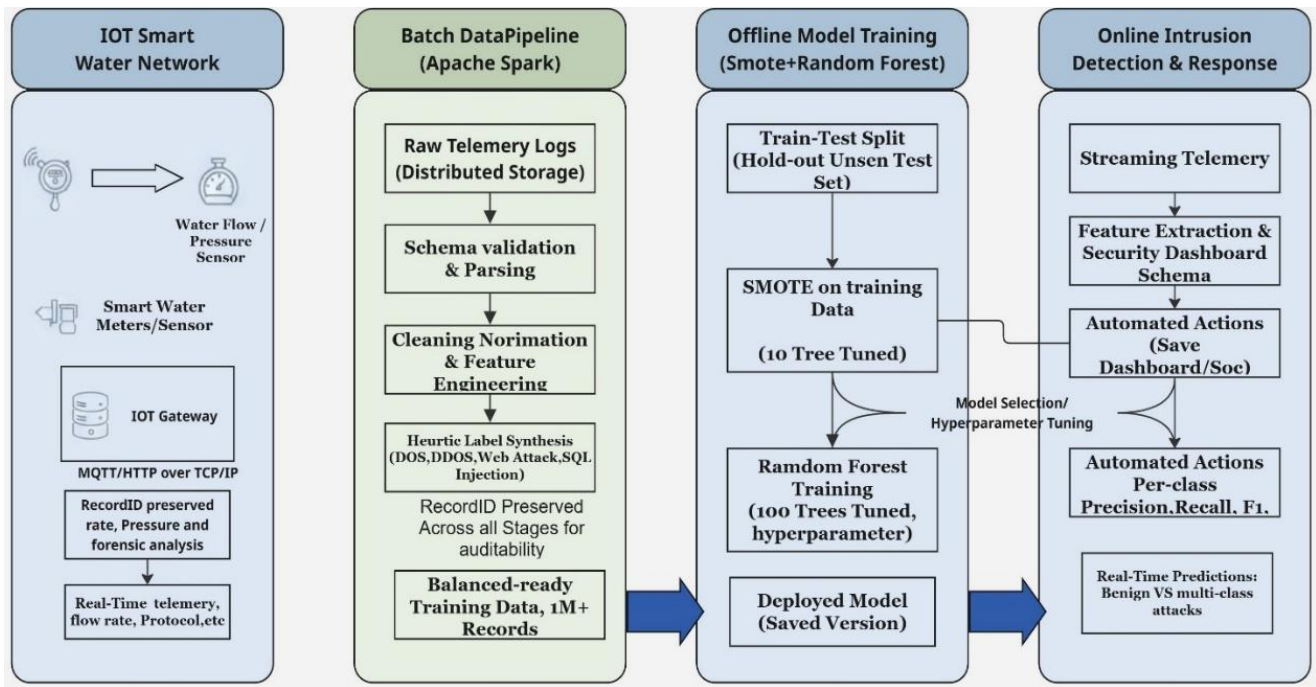 IOT Smart
Water Network
Water Flow /
Pressure
Sensor
Smart Water
Meters/Sensor
IOT Gateway
MQTT/HTTP over TCP/IP
RecordID preserved
rate, Pressure and
forensic analysis
Real-Time telemery,
flow rate, Protocol,etc
Batch DataPipeline
(Apache Spark)
Raw Telemery Logs
(Distributed Storage)
Schema validation
& Parsing
Cleaning Norimation
& Feature
Engineering
Heurtic Label Synthesis
(DOS,DDOS,Web Attack,SQL
Injection)
RecordID Preserved
Across all Stages for
auditability
Balanced-ready
Training Data, 1M+
Records
Offline Model Training
(Smote+Random Forest)
Train-Test Split
(Hold-out Unsen Test
Set)
SMOTE on training
Data
(10 Tree Tuned)
Model Selection/
Hyperparameter Tuning
Ramdom Forest
Training
(100 Trees Tuned,
hyperparameter)
Deployed Model
(Saved Version)
Online Intrusion
Detection & Response
Streaming Telemery
Feature Extraction &
Security Dashboard
Schema
Automated Actions
(Save
Dashboard/Soc)
Automated Actions
Per-class
Precision,Recall, F1,
Real-Time Predictions:
Benign VS multi-class
attacks